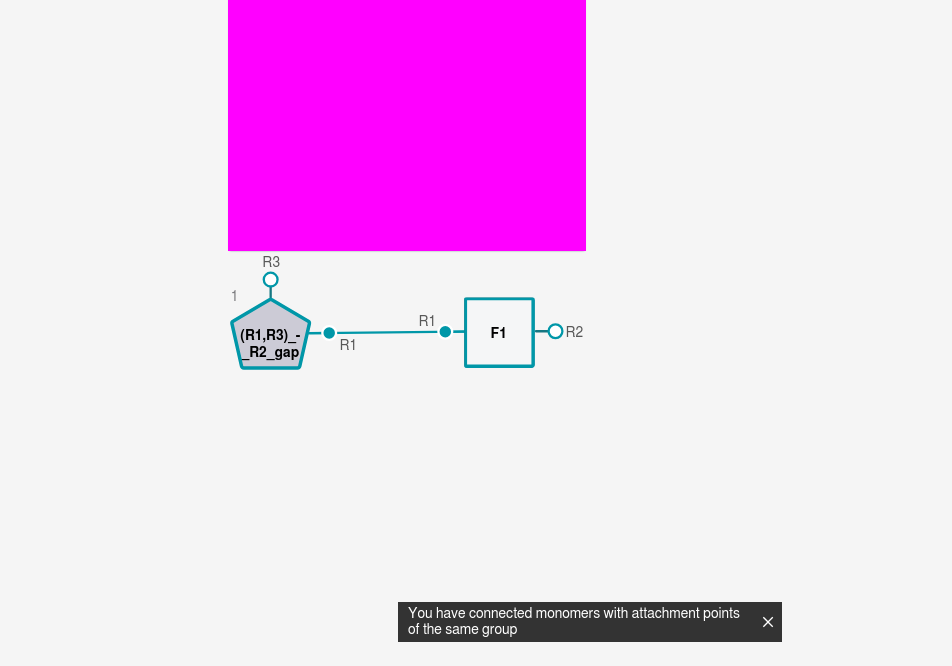 R3
1
(R1,R3)_-
_R2_gap
R1
R1
F1
R2
You have connected monomers with attachment points
of the same group